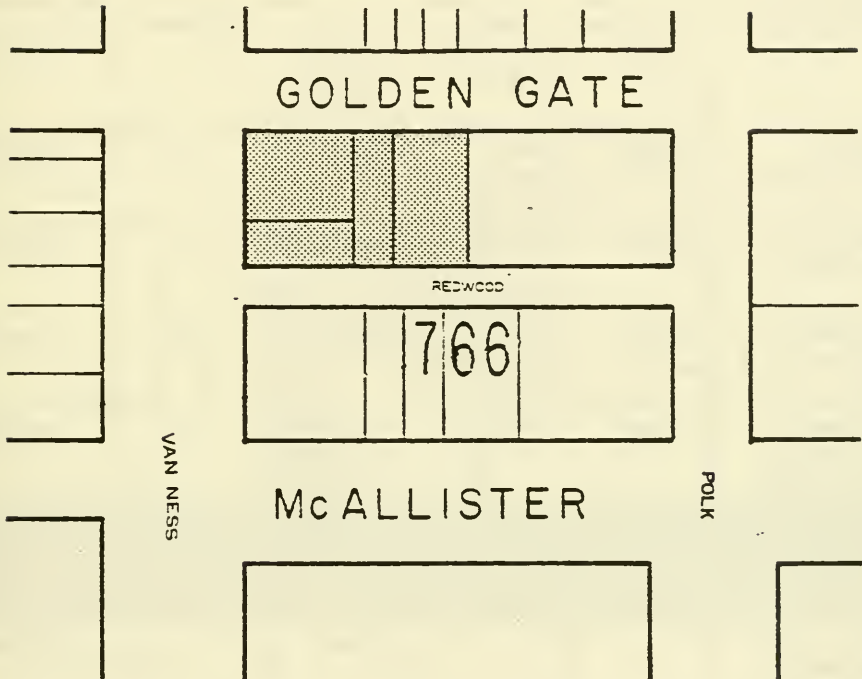 GOLDEN GATE
REDWOOD
766
VAN NESS
POLK
McALLISTER